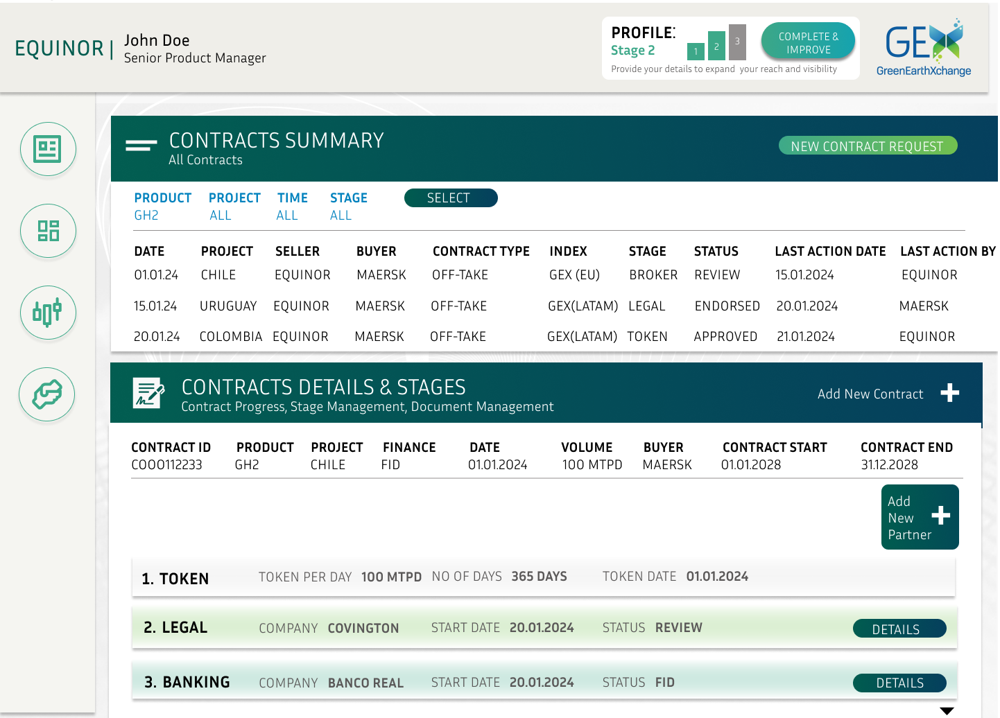 EQUINOR |
John Doe
Senior Product Manager
PROFILE:
Stage 2
1 2 3
COMPLETE &
IMPROVE
Provide your details to expand your reach and visibility
GEX
GreenEarthXchange
CONTRACTS SUMMARY
All Contracts
NEW CONTRACT REQUEST
PRODUCT PROJECT TIME STAGE SELECT
GH2 ALL ALL ALL
DATE PROJECT SELLER BUYER CONTRACT TYPE INDEX STAGE STATUS LAST ACTION DATE LAST ACTION BY
01.01.24 CHILE EQUINOR MAERSK OFF-TAKE GEX (EU) BROKER REVIEW 15.01.2024 EQUINOR
15.01.24 URUGUAY EQUINOR MAERSK OFF-TAKE GEX(LATAM) LEGAL ENDORSED 20.01.2024 MAERSK
20.01.24 COLOMBIA EQUINOR MAERSK OFF-TAKE GEX(LATAM) TOKEN APPROVED 21.01.2024 EQUINOR
CONTRACTS DETAILS & STAGES
Contract Progress, Stage Management, Document Management
Add New Contract
CONTRACT ID PRODUCT PROJECT FINANCE DATE VOLUME BUYER CONTRACT START CONTRACT END
CO00112233 GH2 CHILE FID 01.01.2024 100 MTPD MAERSK 01.01.2028 31.12.2028
Add
New
Partner
1. TOKEN TOKEN PER DAY 100 MTPD NO OF DAYS 365 DAYS TOKEN DATE 01.01.2024
2. LEGAL COMPANY COVINGTON START DATE 20.01.2024 STATUS REVIEW DETAILS
3. BANKING COMPANY BANCO REAL START DATE 20.01.2024 STATUS FID DETAILS